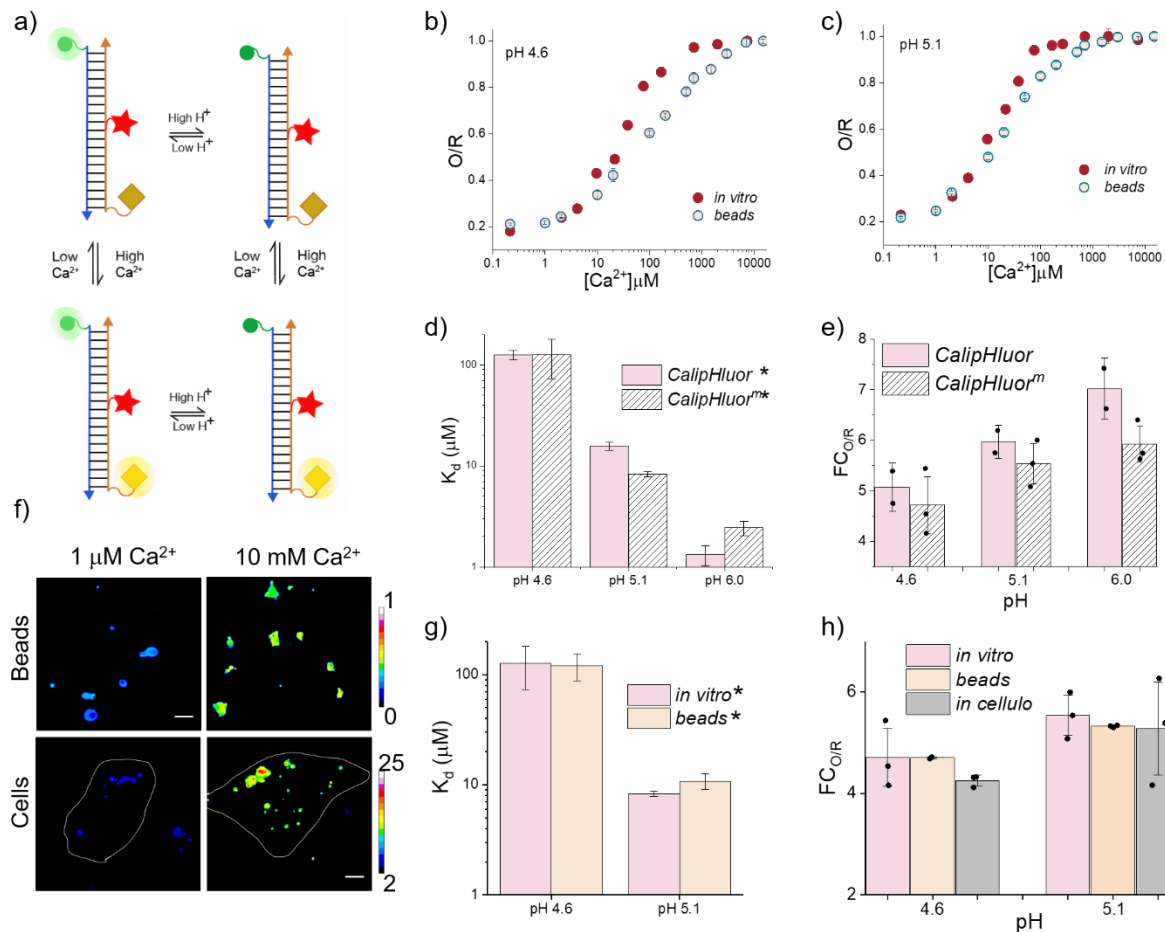 a)
High H⁺
Low H⁺
Low
Ca²⁺
High
Ca²⁺
Low
Ca²⁺
High
Ca²⁺
High H⁺
Low H⁺
b)
pH 4.6
O/R
1.0
0.8
0.6
0.4
0.2
in vitro
beads
0.1 1 10 100 1000 10000
[Ca²⁺]μM
c)
pH 5.1
O/R
1.0
0.8
0.6
0.4
0.2
in vitro
beads
0.1 1 10 100 1000 10000
[Ca²⁺]μM
d)
K_d (μM)
100
10
1
CalipHluor *
CalipHluorᵐ*
pH 4.6 pH 5.1 pH 6.0
e)
FC_O/R
8
7
6
5
4
CalipHluor
CalipHluorᵐ
4.6 5.1 6.0
pH
f)
1 μM Ca²⁺ 10 mM Ca²⁺
Beads
1
0
Cells
25
2
g)
K_d (μM)
100
10
1
in vitro*
beads*
pH 4.6 pH 5.1
h)
FC_O/R
6
4
2
in vitro
beads
in cellulo
4.6 5.1
pH